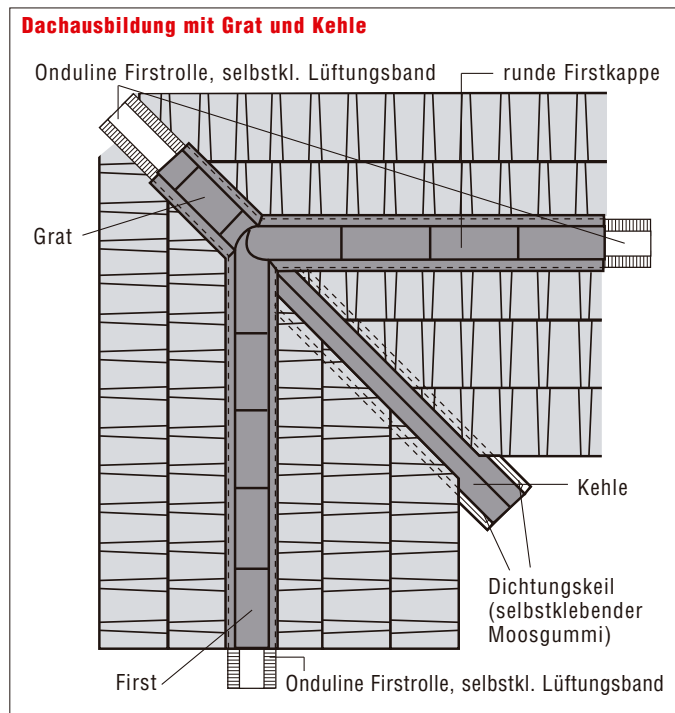 Dachausbildung mit Grat und Kehle
Onduline Firstrolle, selbstkl. Lüftungsband
runde Firstkappe
Grat
Kehle
Dichtungskeil
(selbstklebender
Moosgummi)
First
Onduline Firstrolle, selbstkl. Lüftungsband